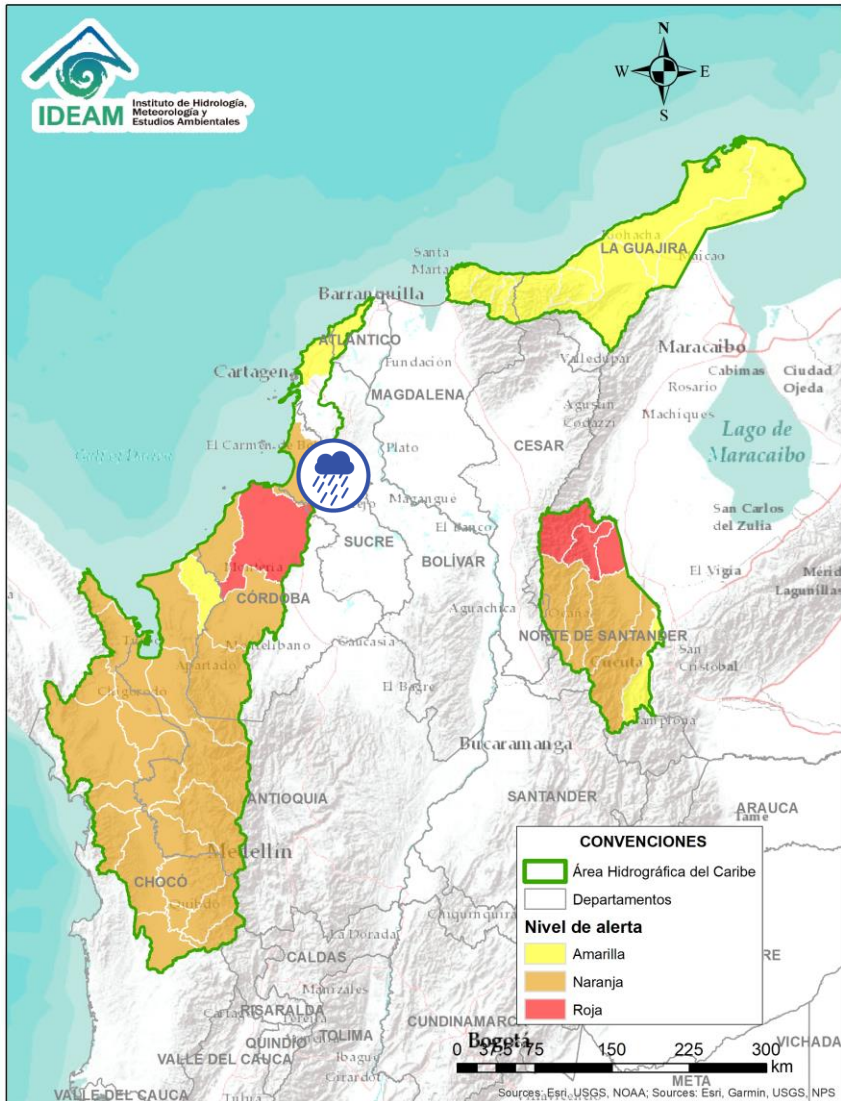 N
W E
S
IDEAM
Instituto de Hidrología,
Meteorología y
Estudios Ambientales
LA GUAJIRA
Santa
Marta
Maicao
Barranquilla
ATLÁNTICO
Cartagena
Fundación
Valledupar
Maracaibo
Cabimas
Ciudad
Ojeda
Rosario
MAGDALENA
Agustín
Codazzi
Machiques
El Carmen de
Plato
CESAR
Lago de
Maracaibo
Magangué
San Carlos
del Zulia
SUCRE
El Banco
BOLÍVAR
El Vigía
Montería
CÓRDOBA
Aguachica
Ocaña
NORTE DE SANTANDER
Lagunillas
Montelíbano
Caucasia
San
Cristóbal
Apartadó
Cúcuta
El Bagre
Chigorodó
Pamplona
Bucaramanga
ANTIOQUIA
SANTANDER
ARAUCA
Tame
Medellín
CHOCÓ
Quibdó
La Dorada
CALDAS
Manizales
RISARALDA
Pereira
QUINDÍO
TOLIMA
CUNDINAMARC
Bogotá
VALLE DEL CAUCA
Ibagué
Girardot
VICHADA
VALLE DEL CAUCA
Tuluá
META
CONVENCIONES
Área Hidrográfica del Caribe
Departamentos
Nivel de alerta
Amarilla
Naranja
Roja
0 37.5 75 150 225 300
km
Sources: Esri, USGS, NOAA; Sources: Esri, Garmin, USGS, NPS